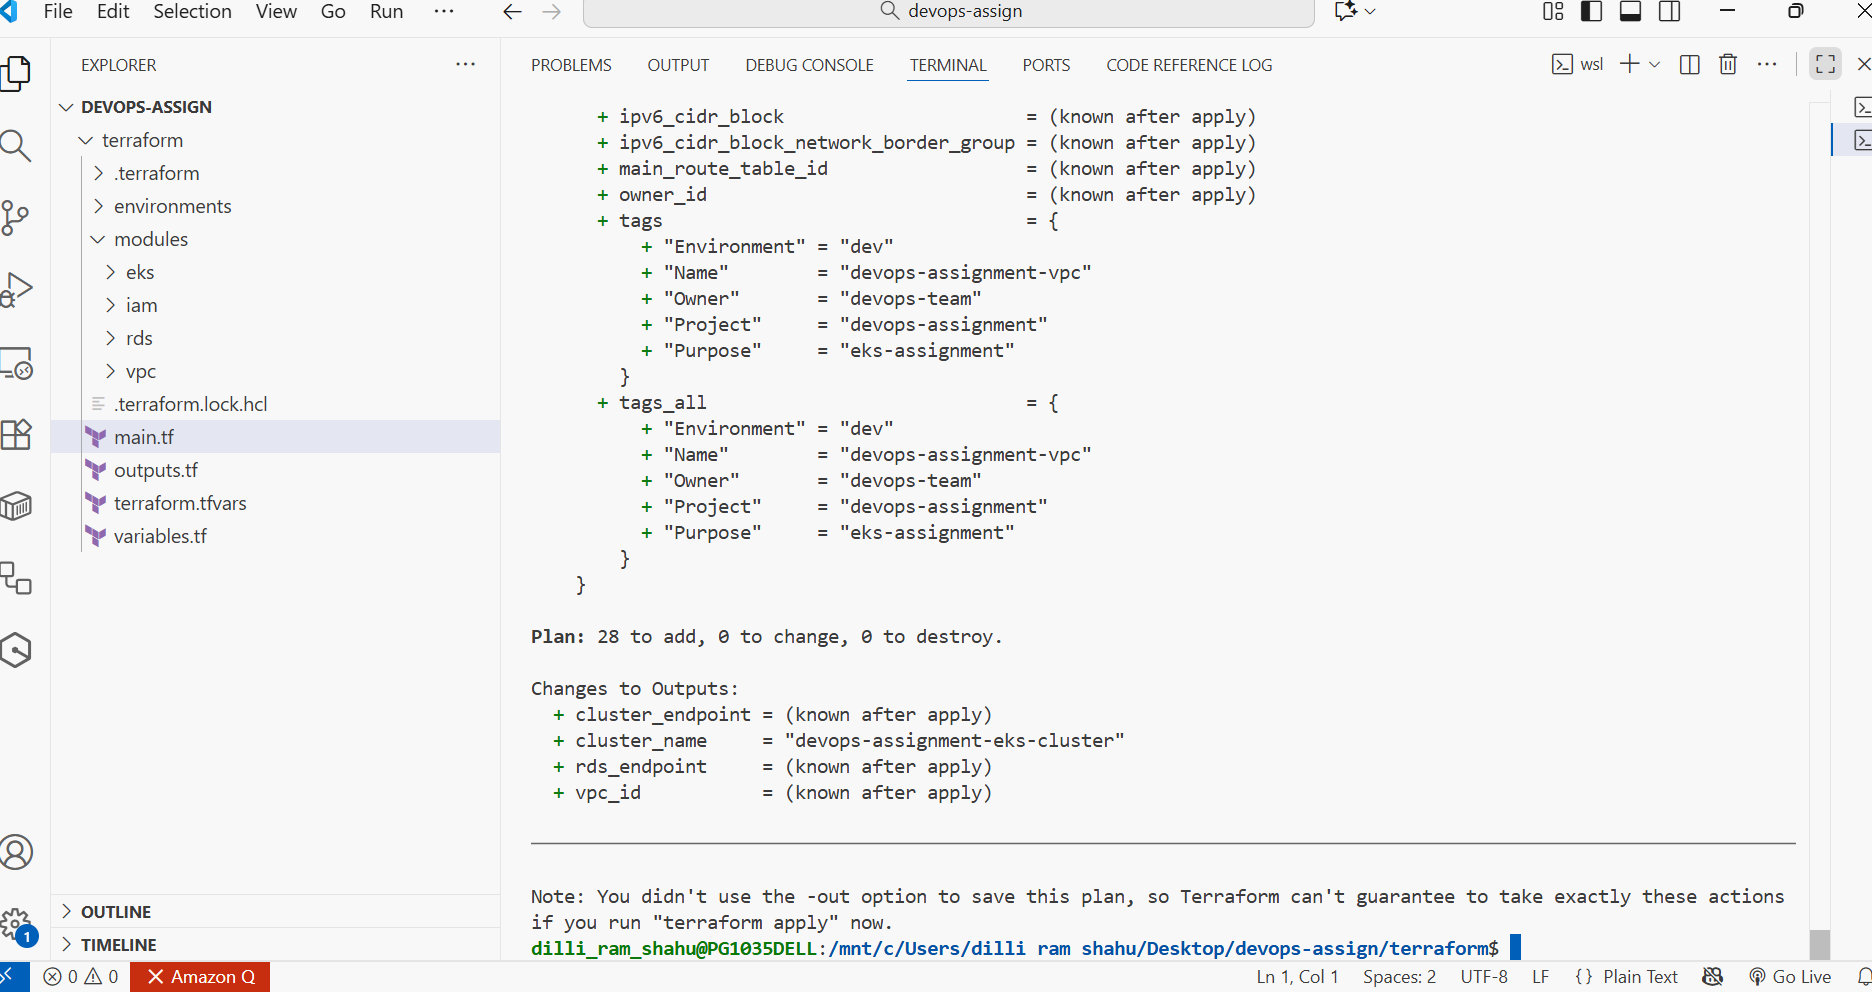 File Edit Selection View Go Run ··· devops-assign
EXPLORER ···
DEVOPS-ASSIGN
terraform
.terraform
environments
modules
eks
iam
rds
vpc
.terraform.lock.hcl
main.tf
outputs.tf
terraform.tfvars
variables.tf
OUTLINE
TIMELINE
PROBLEMS OUTPUT DEBUG CONSOLE TERMINAL PORTS CODE REFERENCE LOG wsl ···
+ ipv6_cidr_block = (known after apply)
+ ipv6_cidr_block_network_border_group = (known after apply)
+ main_route_table_id = (known after apply)
+ owner_id = (known after apply)
+ tags = {
+ "Environment" = "dev"
+ "Name" = "devops-assignment-vpc"
+ "Owner" = "devops-team"
+ "Project" = "devops-assignment"
+ "Purpose" = "eks-assignment"
}
+ tags_all = {
+ "Environment" = "dev"
+ "Name" = "devops-assignment-vpc"
+ "Owner" = "devops-team"
+ "Project" = "devops-assignment"
+ "Purpose" = "eks-assignment"
}
}
Plan: 28 to add, 0 to change, 0 to destroy.
Changes to Outputs:
+ cluster_endpoint = (known after apply)
+ cluster_name = "devops-assignment-eks-cluster"
+ rds_endpoint = (known after apply)
+ vpc_id = (known after apply)
Note: You didn't use the -out option to save this plan, so Terraform can't guarantee to take exactly these actions
if you run "terraform apply" now.
dilli_ram_shahu@PG1035DELL:/mnt/c/Users/dilli ram shahu/Desktop/devops-assign/terraform$
1
0 0 Amazon Q Ln 1, Col 1 Spaces: 2 UTF-8 LF {} Plain Text Go Live